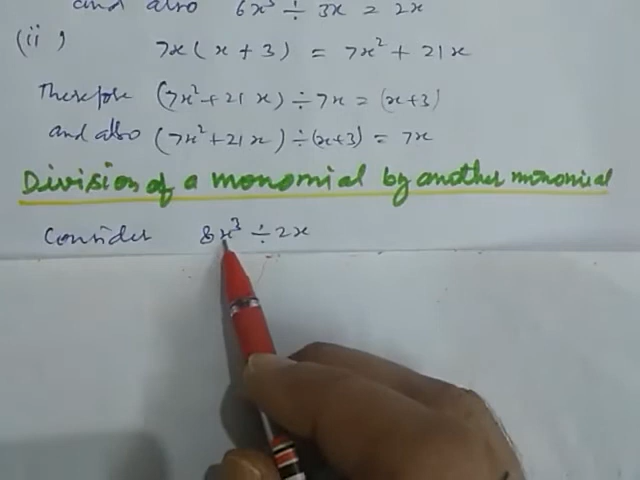 and also 6x³ ÷ 3x = 2x
(ii) 7x(x+3) = 7x² + 21x
Therefore (7x²+21x) ÷ 7x = (x+3)
and also (7x²+21x) ÷ (x+3) = 7x
Division of a monomial by another monomial
Consider 8x³ ÷ 2x